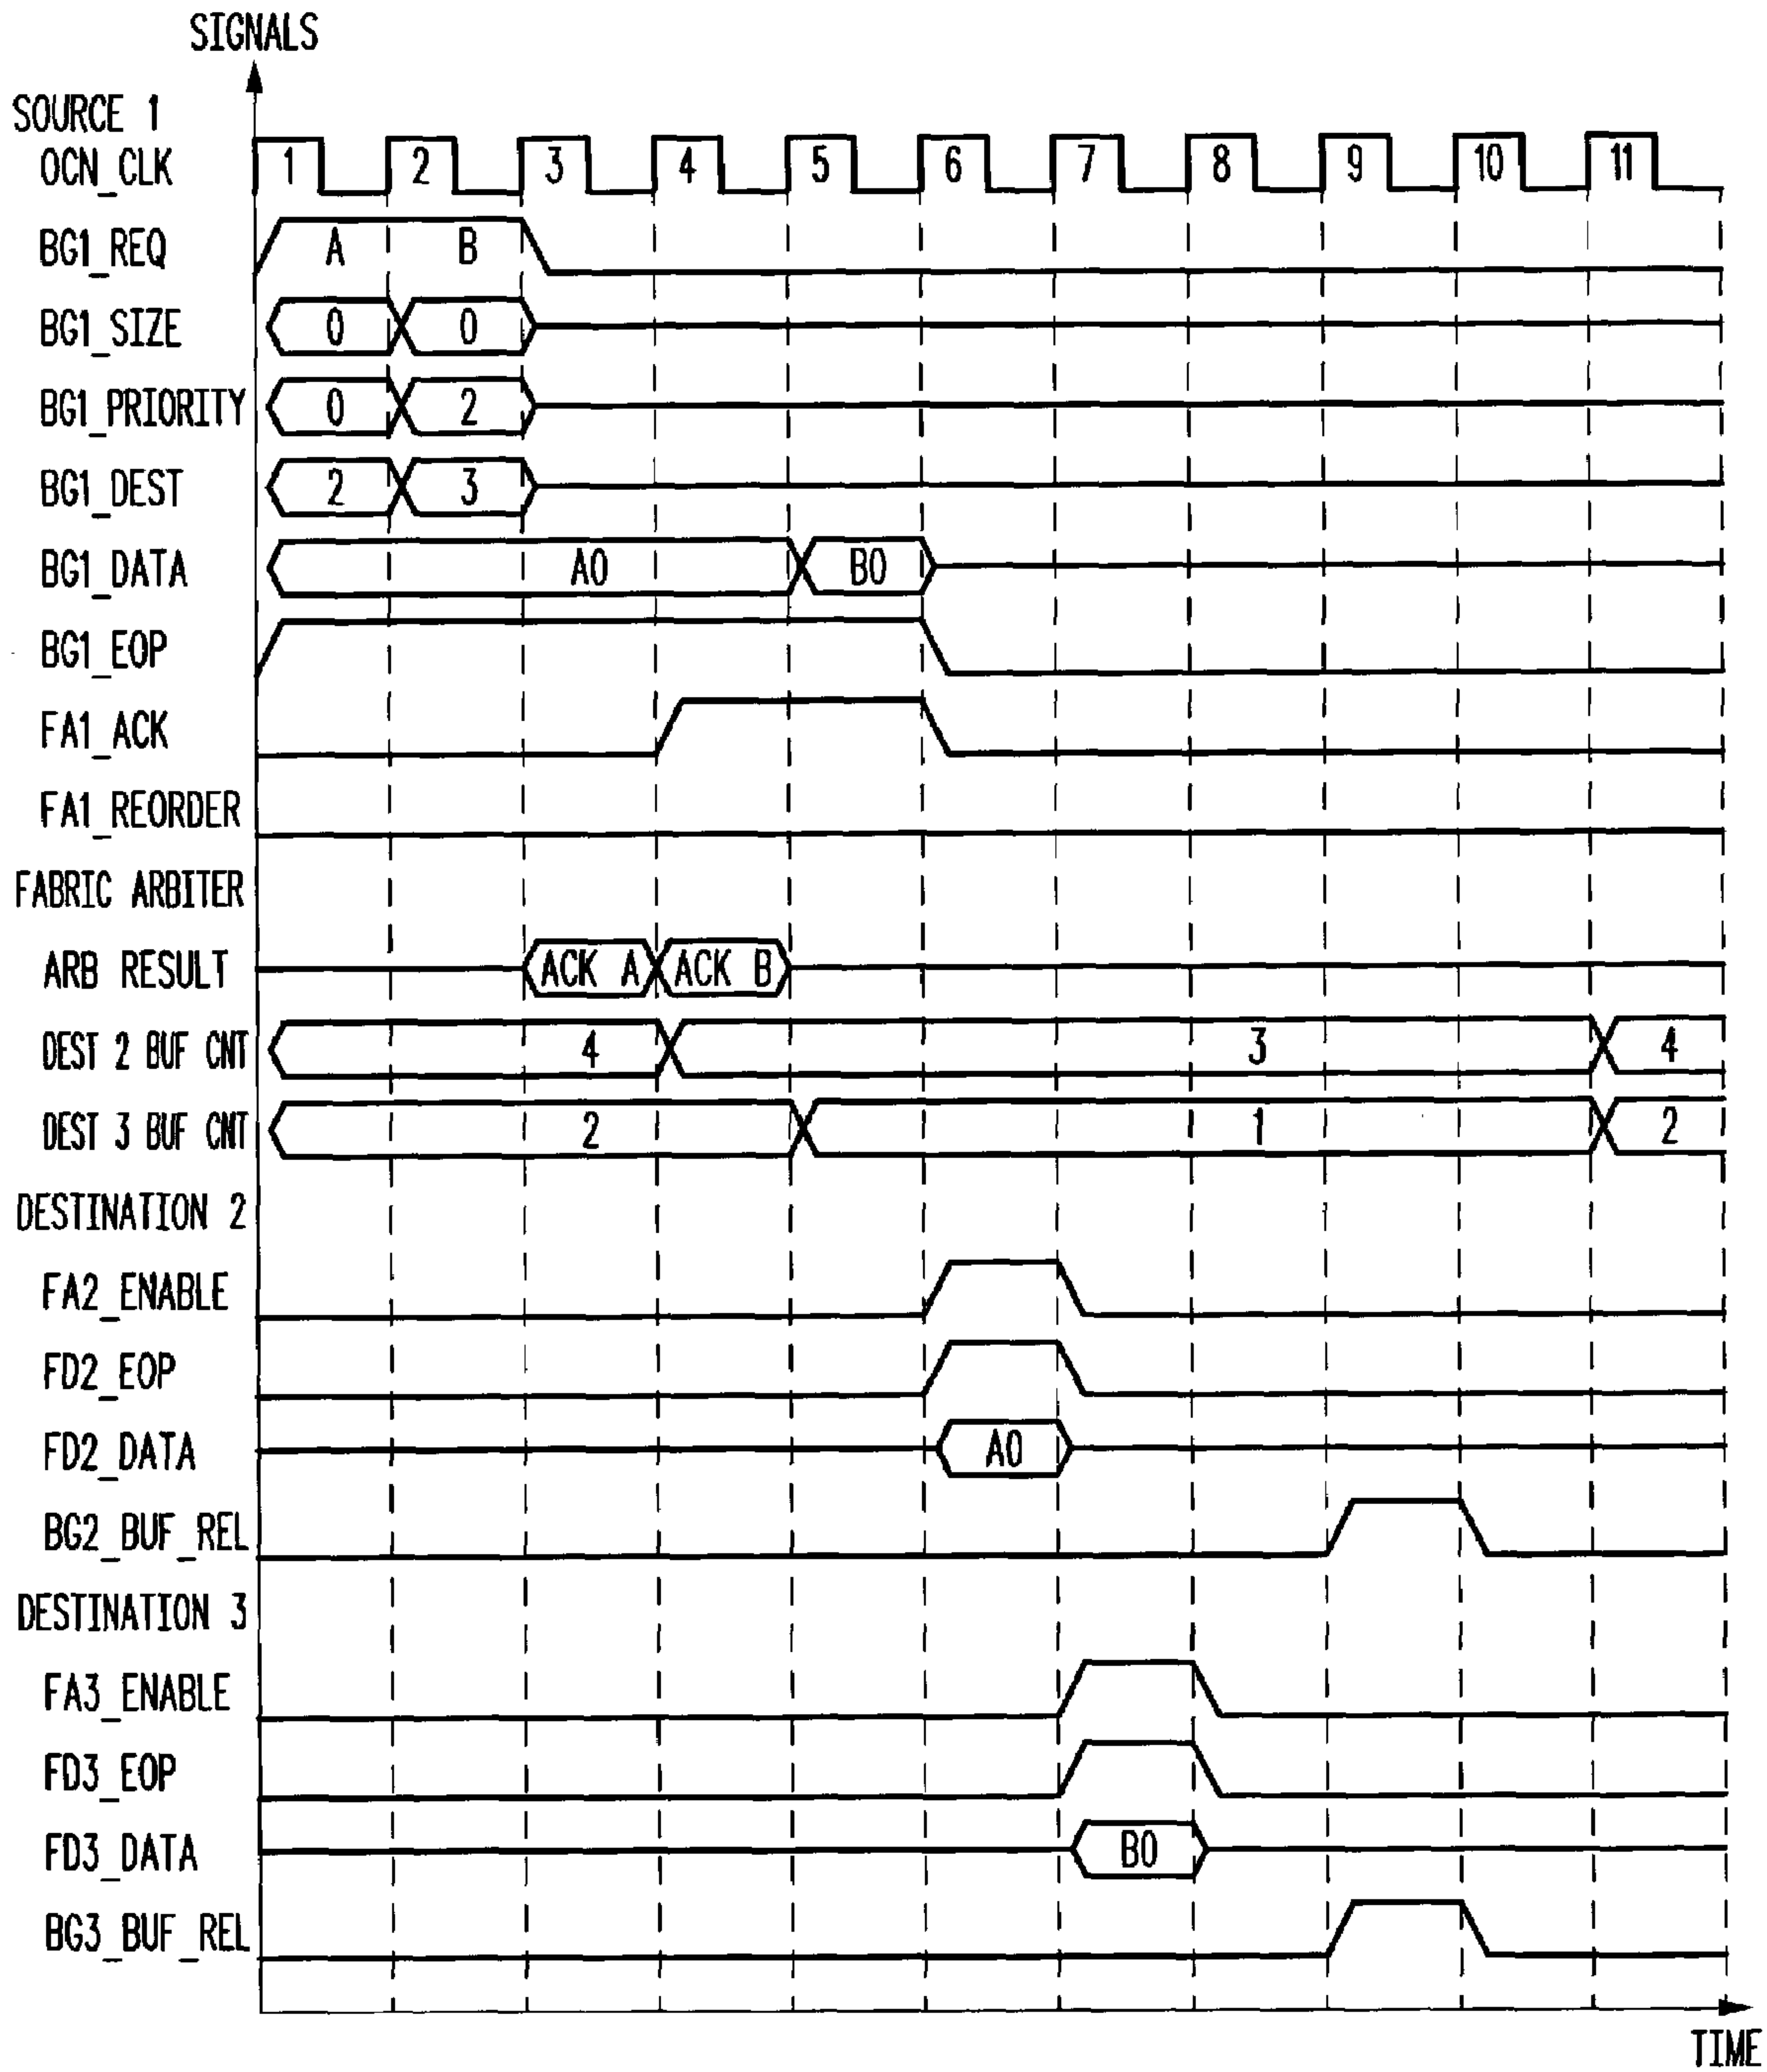 SIGNALS
SOURCE 1
OCN_CLK 1 2 3 4 5 6 7 8 9 10 11
BG1_REQ A B
BG1_SIZE 0 0
BG1_PRIORITY 0 2
BG1_DEST 2 3
BG1_DATA A0 B0
BG1_EOP
FA1_ACK
FA1_REORDER
FABRIC ARBITER
ARB RESULT ACK A ACK B
DEST 2 BUF CNT 4 3 4
DEST 3 BUF CNT 2 1 2
DESTINATION 2
FA2_ENABLE
FD2_EOP
FD2_DATA A0
BG2_BUF_REL
DESTINATION 3
FA3_ENABLE
FD3_EOP
FD3_DATA B0
BG3_BUF_REL
TIME